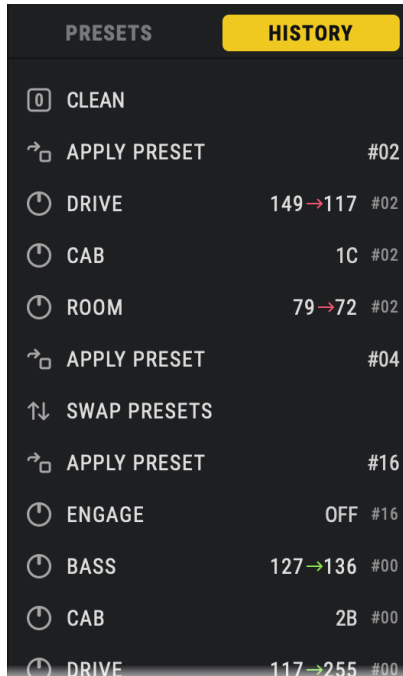 PRESETS HISTORY
0 CLEAN
APPLY PRESET #02
DRIVE 149→117 #02
CAB 1C #02
ROOM 79→72 #02
APPLY PRESET #04
SWAP PRESETS
APPLY PRESET #16
ENGAGE OFF #16
BASS 127→136 #00
CAB 2B #00
DRIVE 117→255 #00